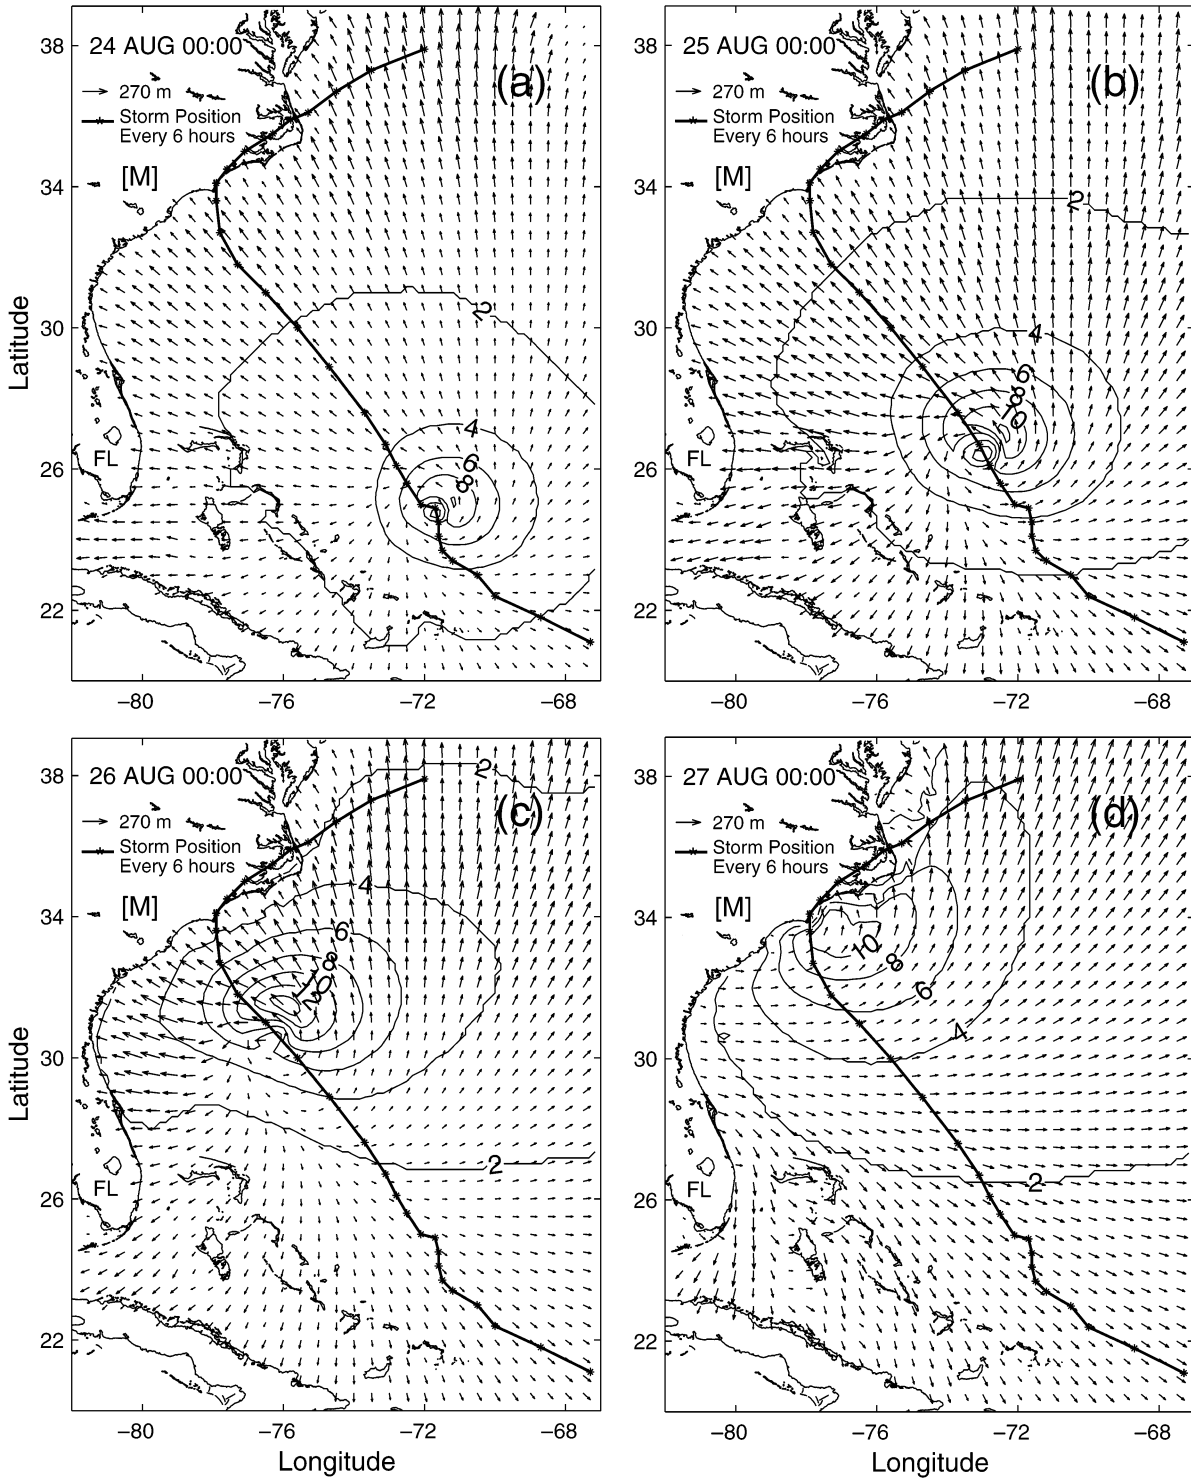 24 AUG 00:00
(a)
270 m
Storm Position
Every 6 hours
[M]
2
4
6
8
FL
38
34
30
26
22
Latitude
−80
−76
−72
−68
25 AUG 00:00
(b)
270 m
Storm Position
Every 6 hours
[M]
2
4
6
8
10
FL
38
34
30
26
22
−80
−76
−72
−68
26 AUG 00:00
(c)
270 m
Storm Position
Every 6 hours
[M]
2
4
6
8
10
12
2
FL
38
34
30
26
22
Latitude
−80
−76
−72
−68
Longitude
27 AUG 00:00
(d)
270 m
Storm Position
Every 6 hours
[M]
10
8
6
4
2
FL
38
34
30
26
22
−80
−76
−72
−68
Longitude